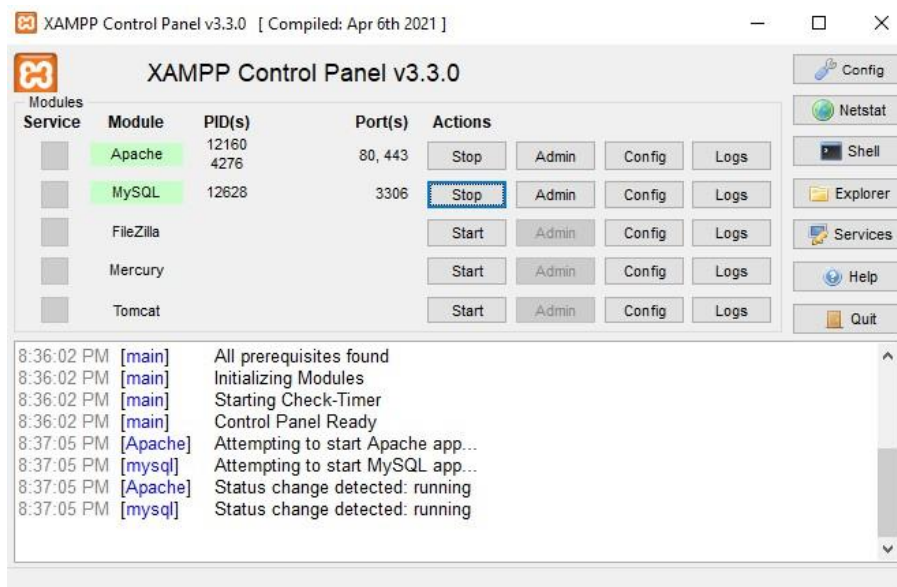 XAMPP Control Panel v3.3.0 [ Compiled: Apr 6th 2021 ]
XAMPP Control Panel v3.3.0
Config
Modules
Service Module PID(s) Port(s) Actions
Netstat
Apache 12160 4276 80, 443 Stop Admin Config Logs
Shell
MySQL 12628 3306 Stop Admin Config Logs
Explorer
FileZilla Start Admin Config Logs
Services
Mercury Start Admin Config Logs
Help
Tomcat Start Admin Config Logs
Quit
8:36:02 PM [main] All prerequisites found
8:36:02 PM [main] Initializing Modules
8:36:02 PM [main] Starting Check-Timer
8:36:02 PM [main] Control Panel Ready
8:37:05 PM [Apache] Attempting to start Apache app...
8:37:05 PM [mysql] Attempting to start MySQL app...
8:37:05 PM [Apache] Status change detected: running
8:37:05 PM [mysql] Status change detected: running